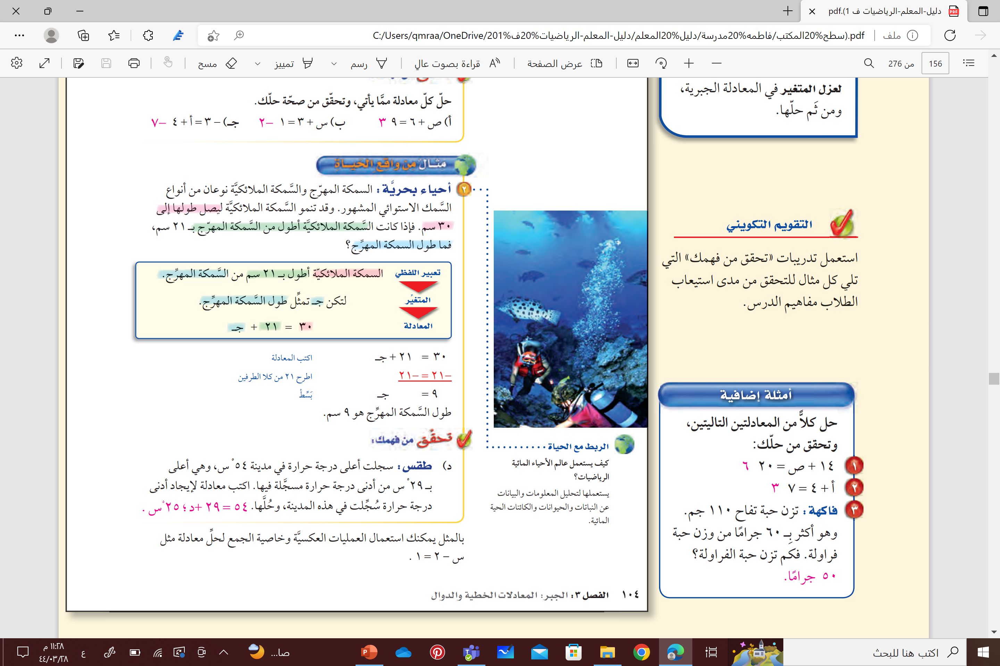 دليل-المعلم-الرياضيات ف 1).pdf
ملف
C:/Users/qmraa/OneDrive/سطح%20المكتب/فاطمه%20مدرسة/دليل%20المعلم/دليل-المعلم-الرياضيات%20ف%201).pdf
156 من 276
عرض الصفحة
قراءة بصوت عالٍ
رسم
تمييز
مسح
لعزل المتغير في المعادلة الجبرية،
ومن ثَم حلّها.
التقويم التكويني
استعمل تدريبات «تحقق من فهمك» التي
تلي كل مثال للتحقق من مدى استيعاب
الطلاب مفاهيم الدرس.
أمثلة إضافية
حل كلاًّ من المعادلتين التاليتين،
وتحقق من حلّك:
١ ١٤ + ص = ٢٠ ٦
٢ أ + ٤ = ٧ ٣
٣ فاكهة: تزن حبة تفاح ١١٠ جم.
وهو أكثر بِـ ٦٠ جرامًا من وزن حبة
فراولة. فكم تزن حبة الفراولة؟
٥٠ جرامًا.
حلّ كلّ معادلة ممَّا يأتي، وتحقّق من صحّة حلّك.
أ) ص + ٦ = ٩ ٣ ب) س + ٣ = ١ –٢ جـ) – ٣ = أ + ٤ –٧
مثال من واقع الحياة
٢ أحياء بحريَّة: السمكة المهرّج والسَّمكة الملائكيَّة نوعان من أنواع
السَّمك الاستوائي المشهور. وقد تنمو السَّمكة الملائكيَّة ليصل طولها إلى
٣٠ سم. فإذا كانت السَّمكة الملائكيَّة أطول من السَّمكة المهرّج بـ ٢١ سم،
فما طول السمكة المهرِّج؟
تعبير اللفظي السمكة الملائكيّة أطول بـ ٢١ سم من السَّمكة المهرِّج.
المتغيِّر لتكن جـ تمثِّل طول السَّمكة المهرِّج.
المعادلة ٣٠ = ٢١ + جـ
٣٠ = ٢١ + جـ اكتب المعادلة
–٢١ = –٢١ اطرح ٢١ من كلا الطرفين
٩ = جـ بَسِّطْ
طول السَّمكة المهرِّج هو ٩ سم.
تحقَّق من فهمك:
د) طقس: سجلت أعلى درجة حرارة في مدينة ٥٤ ْس، وهي أعلى
بـ ٢٩ ْس من أدنى درجة حرارة مسجَّلة فيها. اكتب معادلة لإيجاد أدنى
درجة حرارة سُجِّلت في هذه المدينة، وحُلَّها. ٥٤ = ٢٩ +د ؛ ٢٥ ْس .
بالمثل يمكنك استعمال العمليات العكسيَّة وخاصية الجمع لحلِّ معادلة مثل
س – ٢ = ١ .
الربط مع الحياة
كيف يستعمل عالم الأحياء المائية
الرياضيات؟
يستعملها لتحليل المعلومات والبيانات
عن النباتات والحيوانات والكائنات الحية
المائية.
١٠٤ الفصل ٣: الجبر: المعادلات الخطية والدوال
اكتب هنا للبحث
صا...
ع
١١:٢٨ م
٤٤/٠٣/٢٨